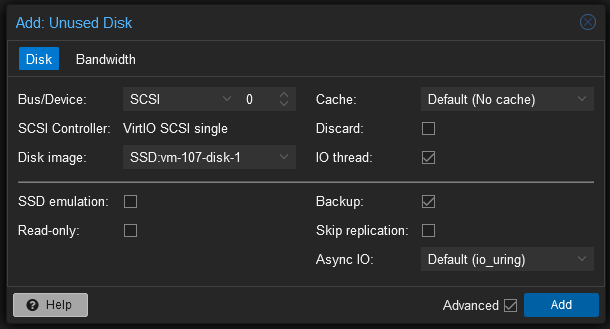 Add: Unused Disk
Disk Bandwidth
Bus/Device: SCSI 0 Cache: Default (No cache)
SCSI Controller: VirtIO SCSI single Discard:
Disk image: SSD:vm-107-disk-1 IO thread:
SSD emulation: Backup:
Read-only: Skip replication:
Async IO: Default (io_uring)
? Help Advanced Add